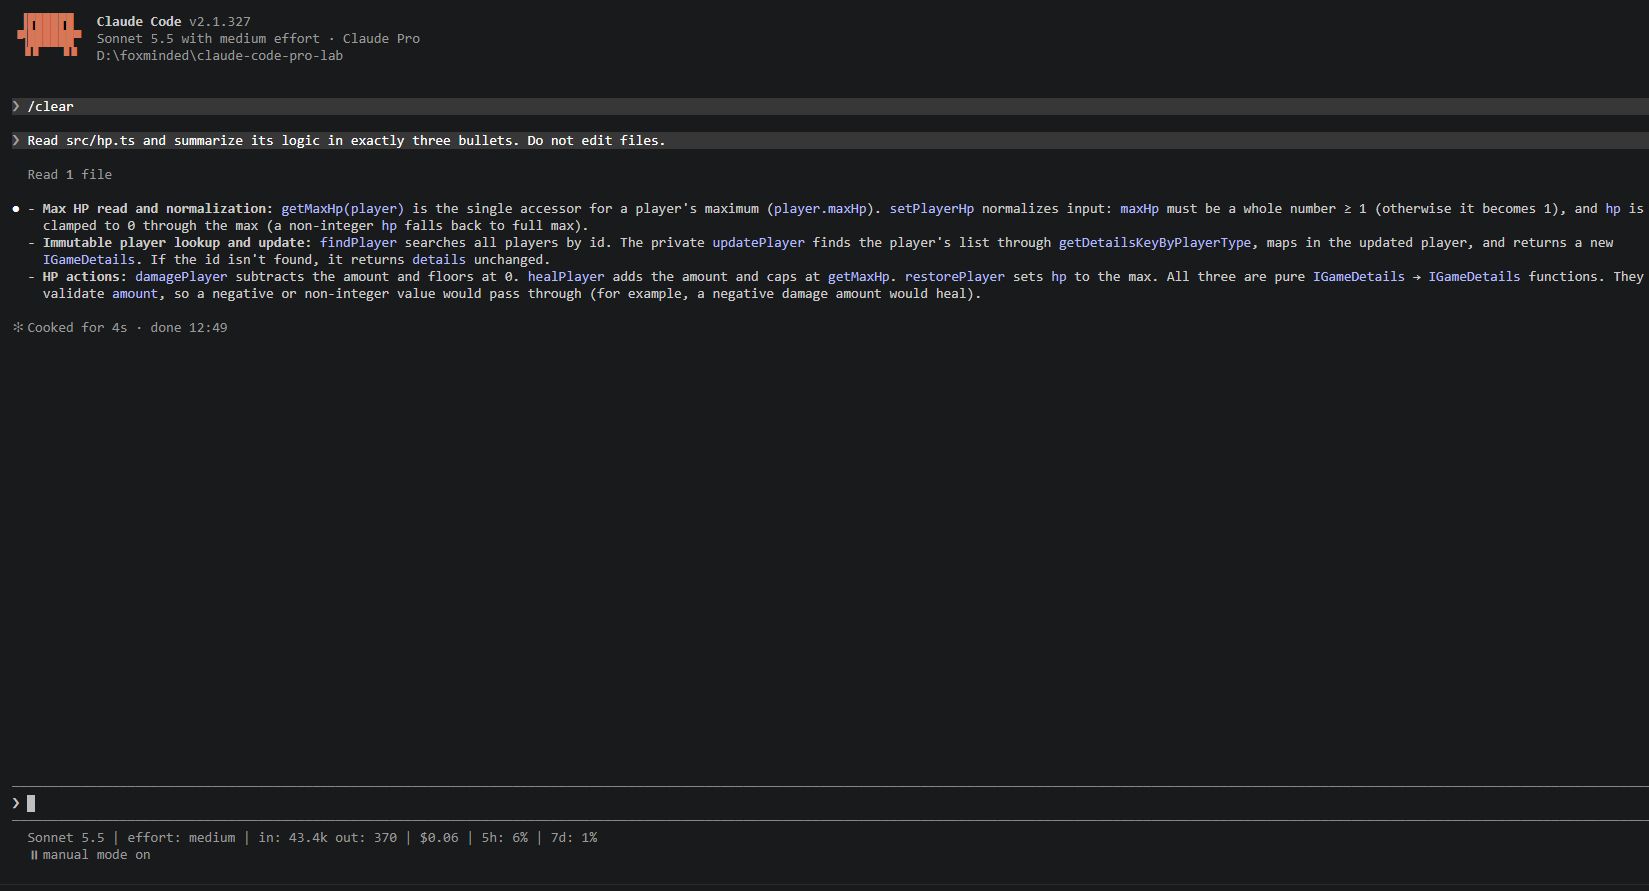 Claude Code v2.1.327
Sonnet 5.5 with medium effort · Claude Pro
D:\foxminded\claude-code-pro-lab
❯ /clear
❯ Read src/hp.ts and summarize its logic in exactly three bullets. Do not edit files.
Read 1 file
● - Max HP read and normalization: getMaxHp(player) is the single accessor for a player's maximum (player.maxHp). setPlayerHp normalizes input: maxHp must be a whole number ≥ 1 (otherwise it becomes 1), and hp is
clamped to 0 through the max (a non-integer hp falls back to full max).
- Immutable player lookup and update: findPlayer searches all players by id. The private updatePlayer finds the player's list through getDetailsKeyByPlayerType, maps in the updated player, and returns a new
IGameDetails. If the id isn't found, it returns details unchanged.
- HP actions: damagePlayer subtracts the amount and floors at 0. healPlayer adds the amount and caps at getMaxHp. restorePlayer sets hp to the max. All three are pure IGameDetails → IGameDetails functions. They
validate amount, so a negative or non-integer value would pass through (for example, a negative damage amount would heal).
✻ Cooked for 4s · done 12:49
❯
Sonnet 5.5 | effort: medium | in: 43.4k out: 370 | $0.06 | 5h: 6% | 7d: 1%
⏸ manual mode on